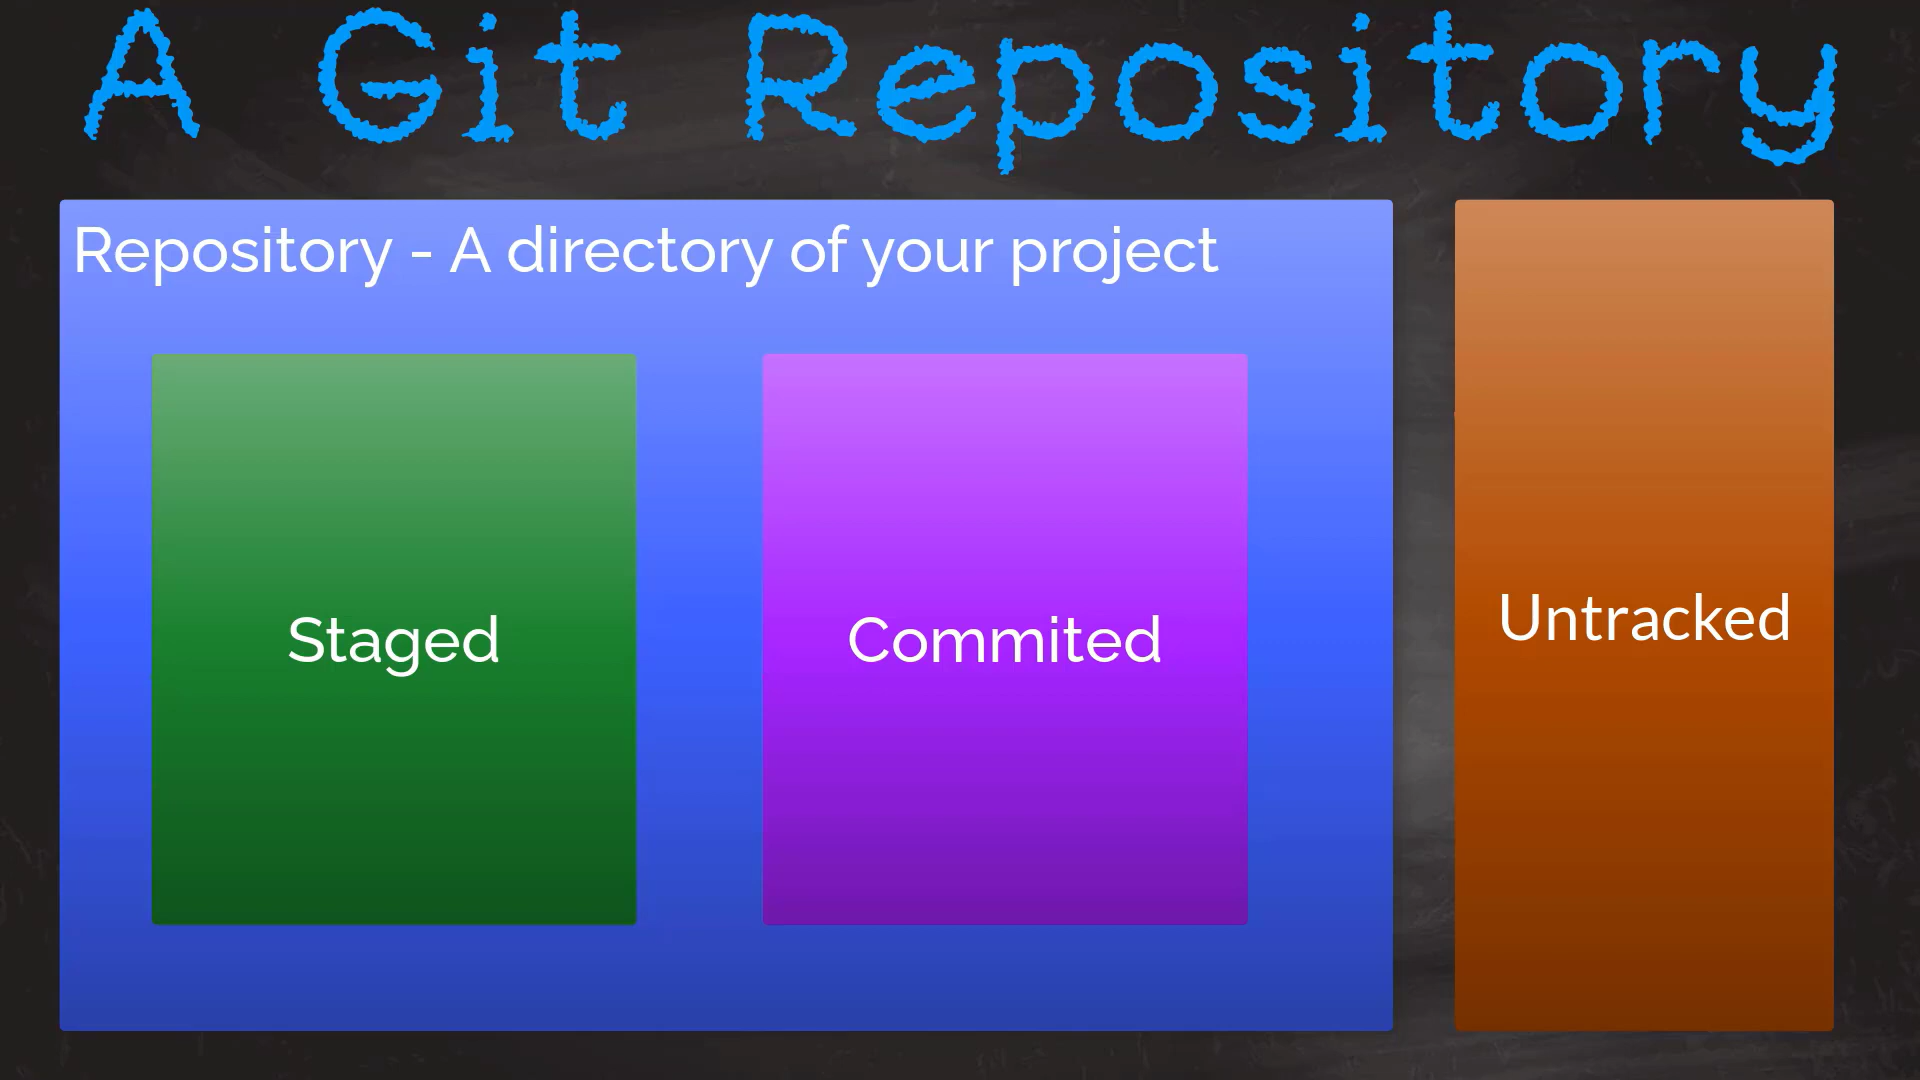 A Git Repository
Repository - A directory of your project
Staged
Commited
Untracked